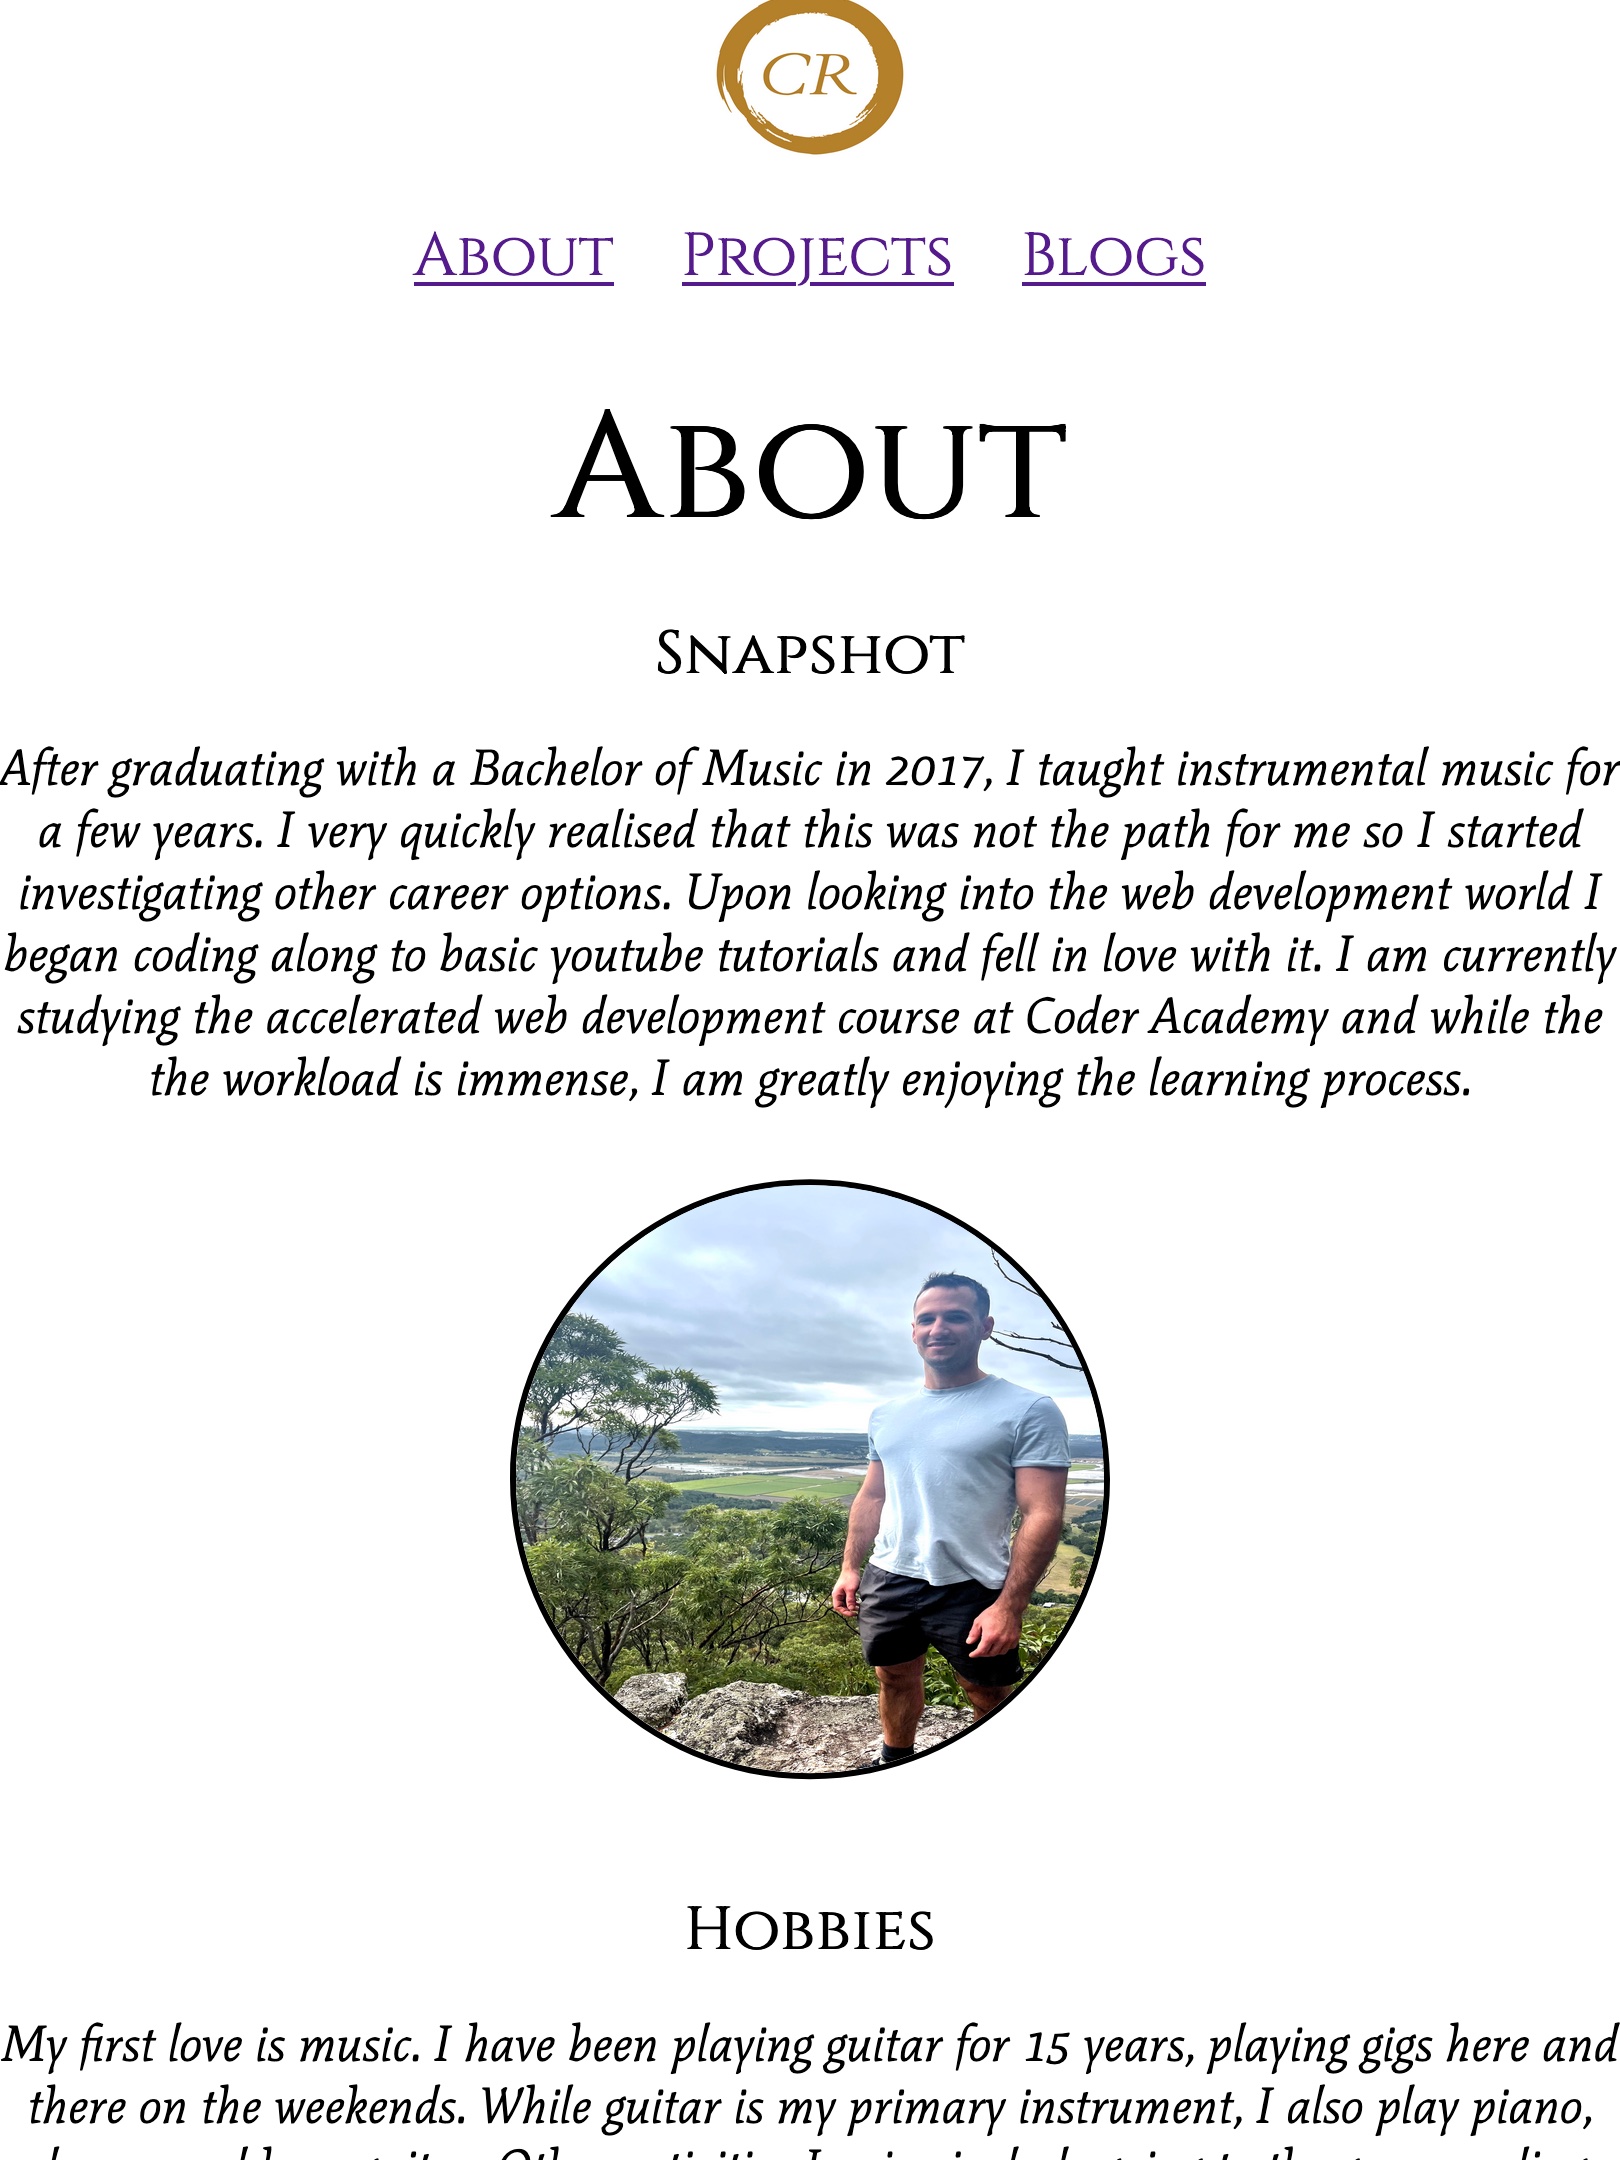 CR
About Projects Blogs
About
Snapshot
After graduating with a Bachelor of Music in 2017, I taught instrumental music for
a few years. I very quickly realised that this was not the path for me so I started
investigating other career options. Upon looking into the web development world I
began coding along to basic youtube tutorials and fell in love with it. I am currently
studying the accelerated web development course at Coder Academy and while the
the workload is immense, I am greatly enjoying the learning process.
Hobbies
My first love is music. I have been playing guitar for 15 years, playing gigs here and
there on the weekends. While guitar is my primary instrument, I also play piano,